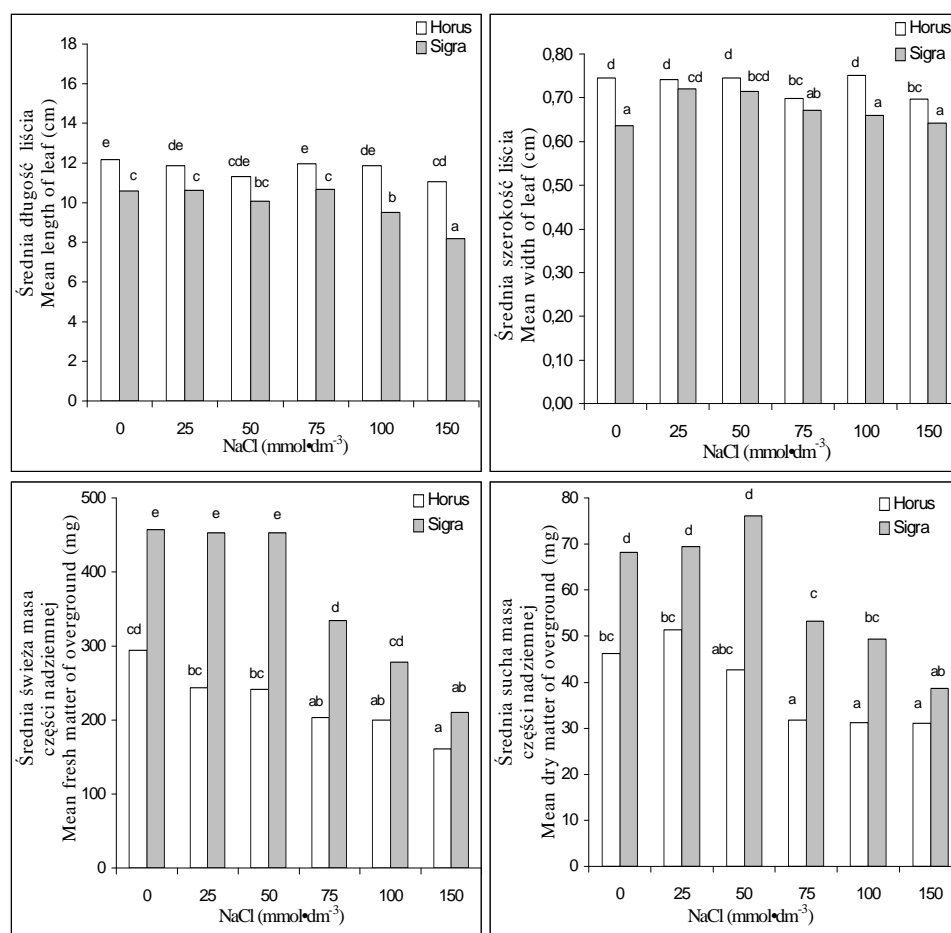 Horus
Sigra
Średnia długość liścia
Mean length of leaf (cm)
18
16
14
12
10
8
6
4
2
0
e
c
de
c
cde
bc
e
c
de
b
cd
a
0 25 50 75 100 150
NaCl (mmol•dm-3)
Horus
Sigra
Średnia szerokość liścia
Mean width of leaf (cm)
0,80
0,70
0,60
0,50
0,40
0,30
0,20
0,10
0,00
d
a
d
cd
d
bcd
bc
ab
d
a
bc
a
0 25 50 75 100 150
NaCl (mmol•dm-3)
Horus
Sigra
Średnia świeża masa
części nadziemnej
Mean fresh matter of overground (mg)
500
400
300
200
100
0
cd
e
bc
e
bc
e
ab
d
ab
cd
a
ab
0 25 50 75 100 150
NaCl (mmol•dm-3)
Horus
Sigra
Średnia sucha masa
części nadziemnej
Mean dry matter of overground (mg)
80
70
60
50
40
30
20
10
0
bc
d
bc
d
abc
d
a
c
a
bc
a
ab
0 25 50 75 100 150
NaCl (mmol•dm-3)